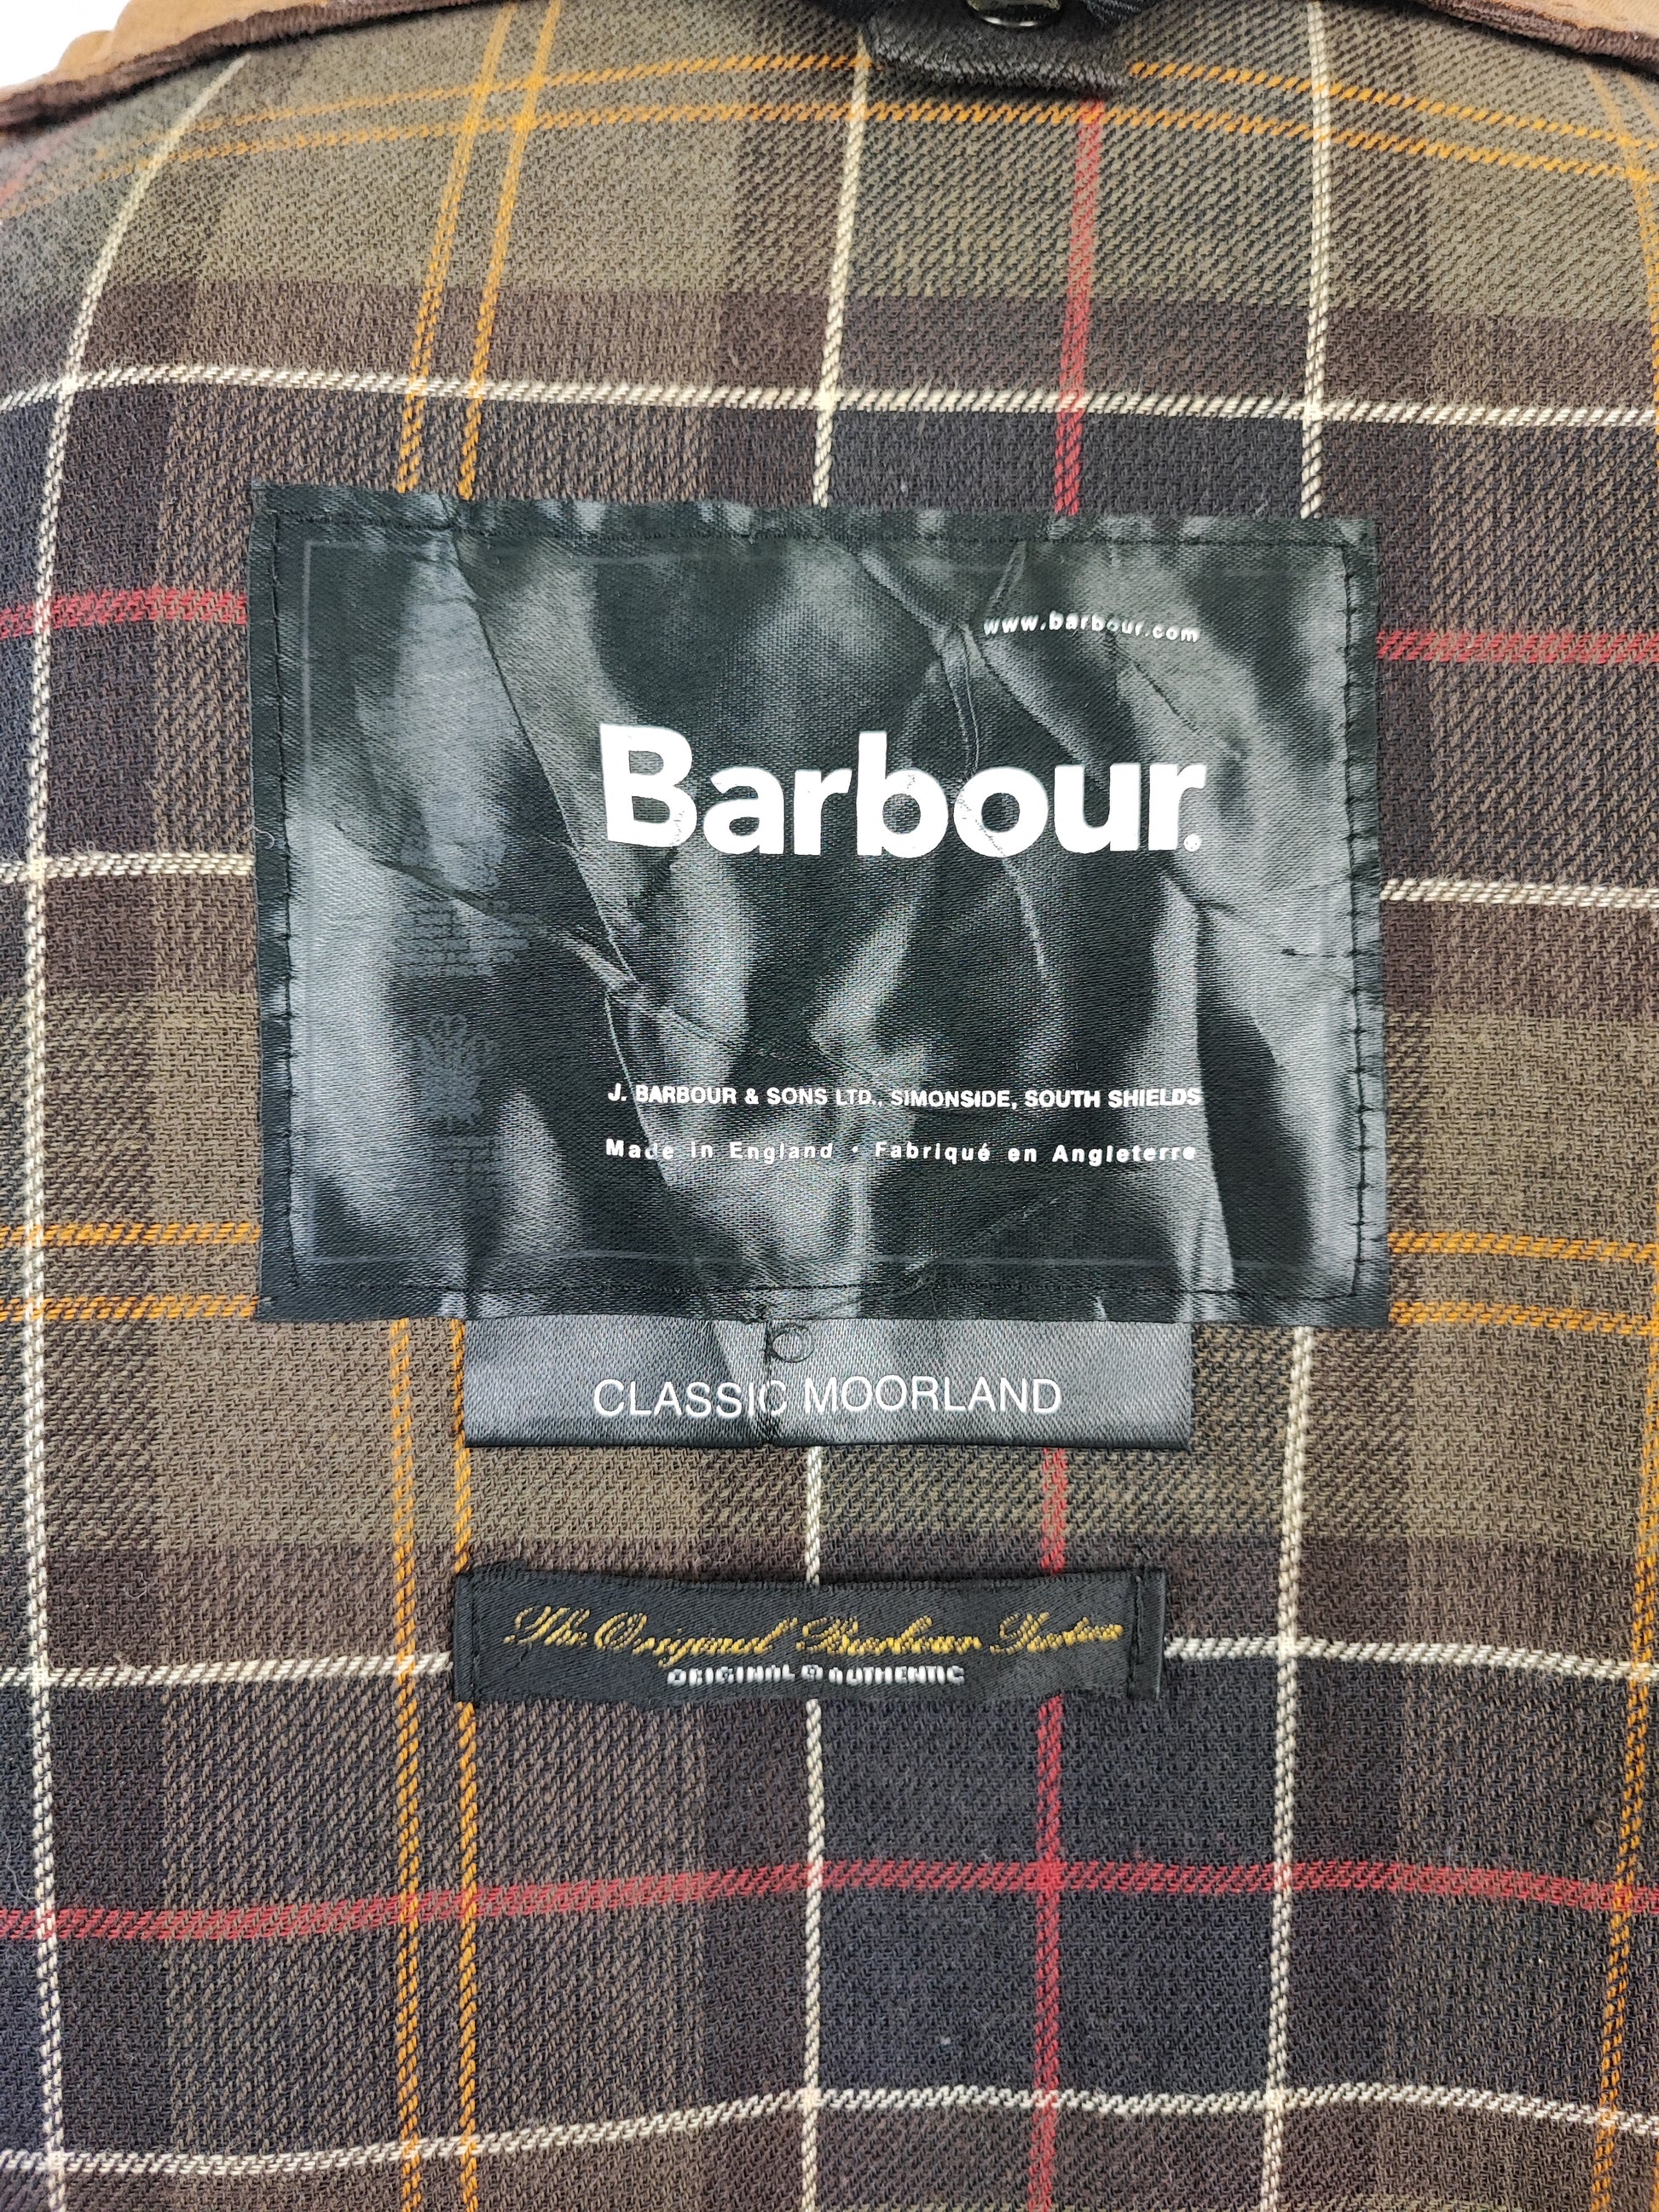 www.barbour.com
Barbour®
J. BARBOUR & SONS LTD., SIMONSIDE, SOUTH SHIELDS
Made in England · Fabriqué en Angleterre
C
CLASSIC MOORLAND
The Original Barbour Tartan
ORIGINAL & AUTHENTIC